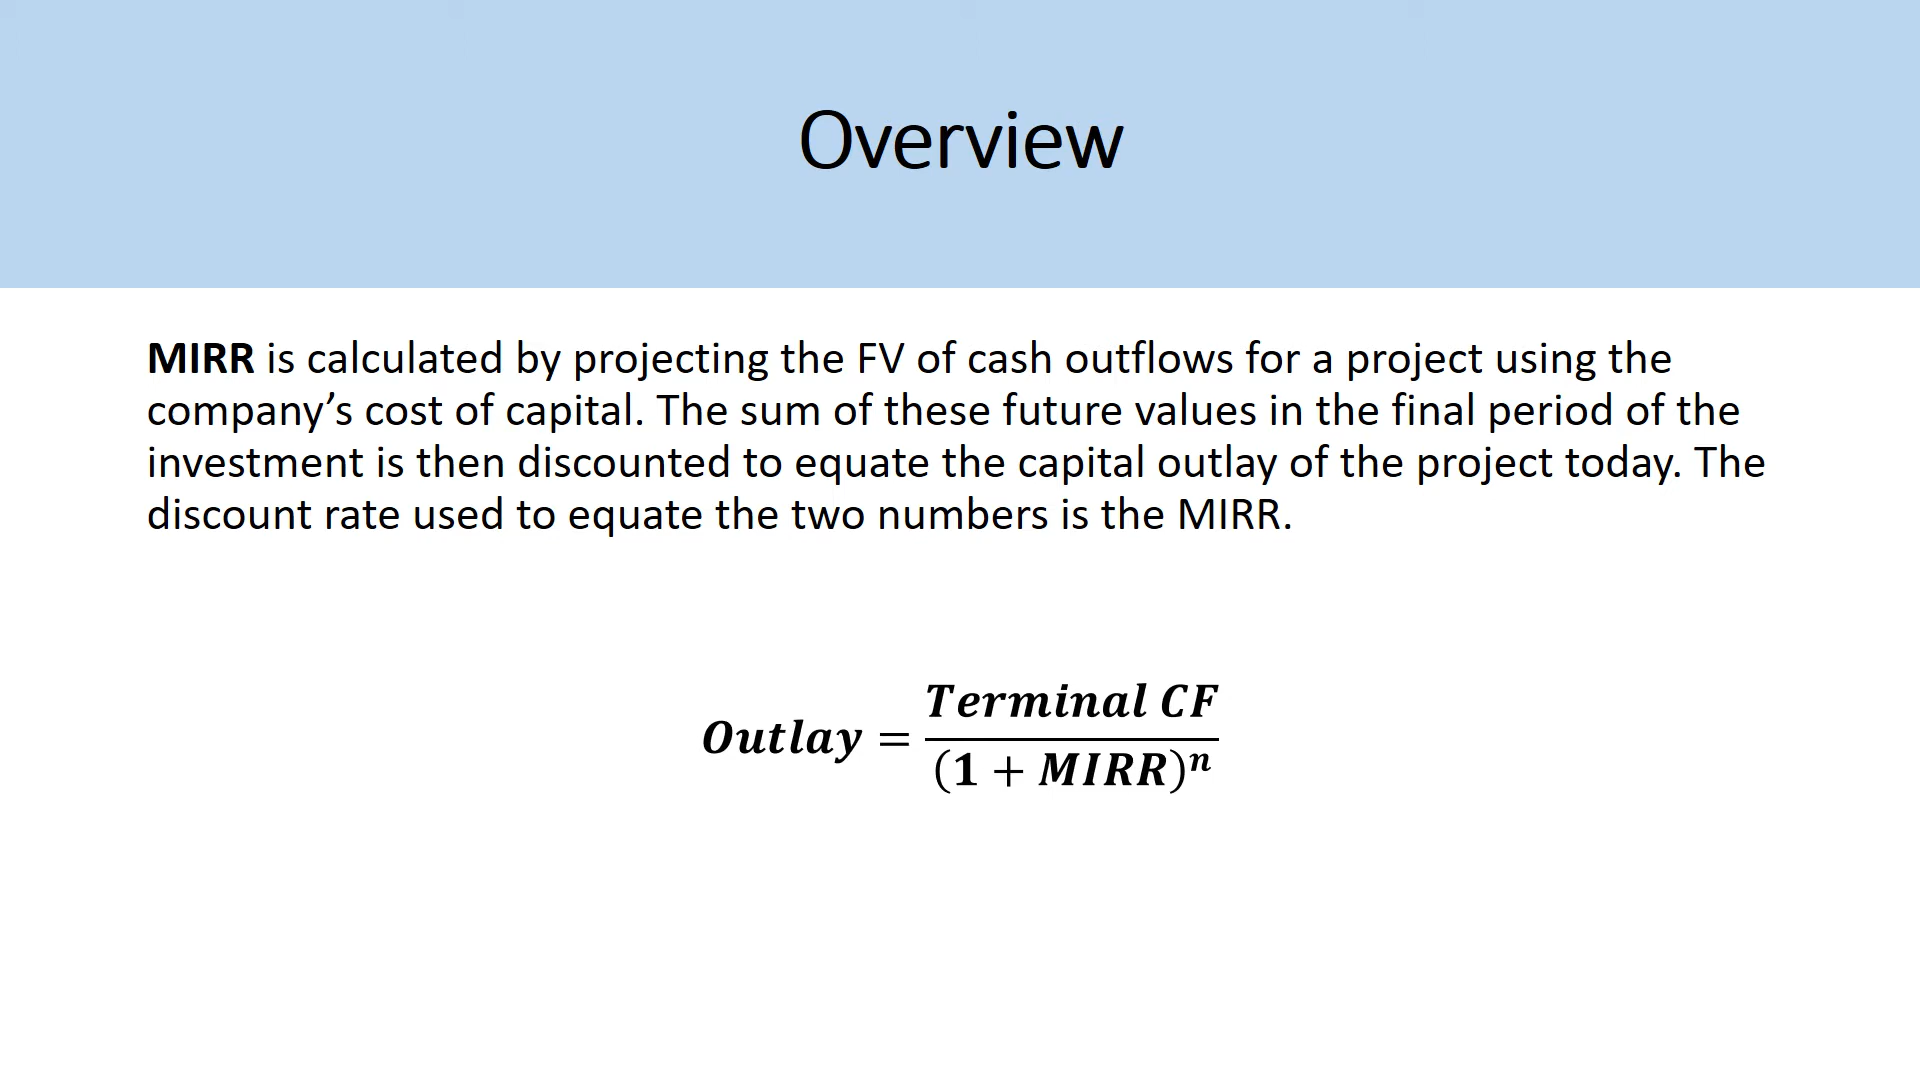 Overview
MIRR is calculated by projecting the FV of cash outflows for a project using the
company’s cost of capital. The sum of these future values in the final period of the
investment is then discounted to equate the capital outlay of the project today. The
discount rate used to equate the two numbers is the MIRR.
Outlay = Terminal CF / (1 + MIRR)^n